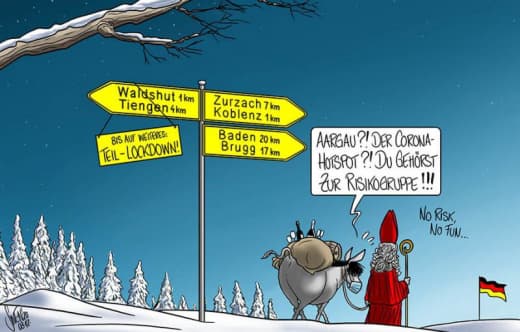 Waldshut 1 km
Tiengen 4 km
Zurzach 7 km
Koblenz 1 km
BIS AUF WEITERES:
TEIL-LOCKDOWN!
Baden 20 km
Brugg 17 km
AARGAU?! DER CORONA-
HOTSPOT?! DU GEHÖRST
ZUR RISIKOGRUPPE!!!
NO RISK,
NO FUN...